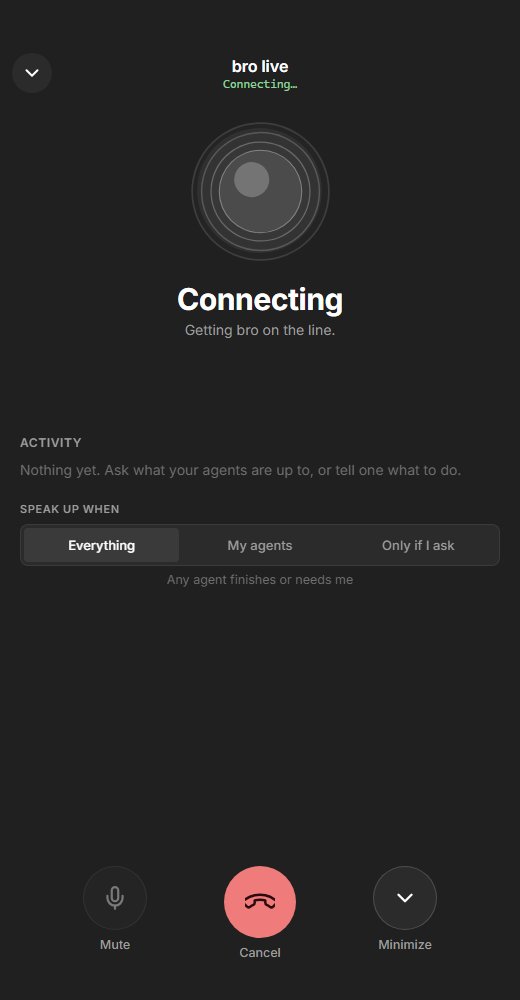 bro live
Connecting…
Connecting
Getting bro on the line.
ACTIVITY
Nothing yet. Ask what your agents are up to, or tell one what to do.
SPEAK UP WHEN
Everything My agents Only if I ask
Any agent finishes or needs me
Mute Cancel Minimize